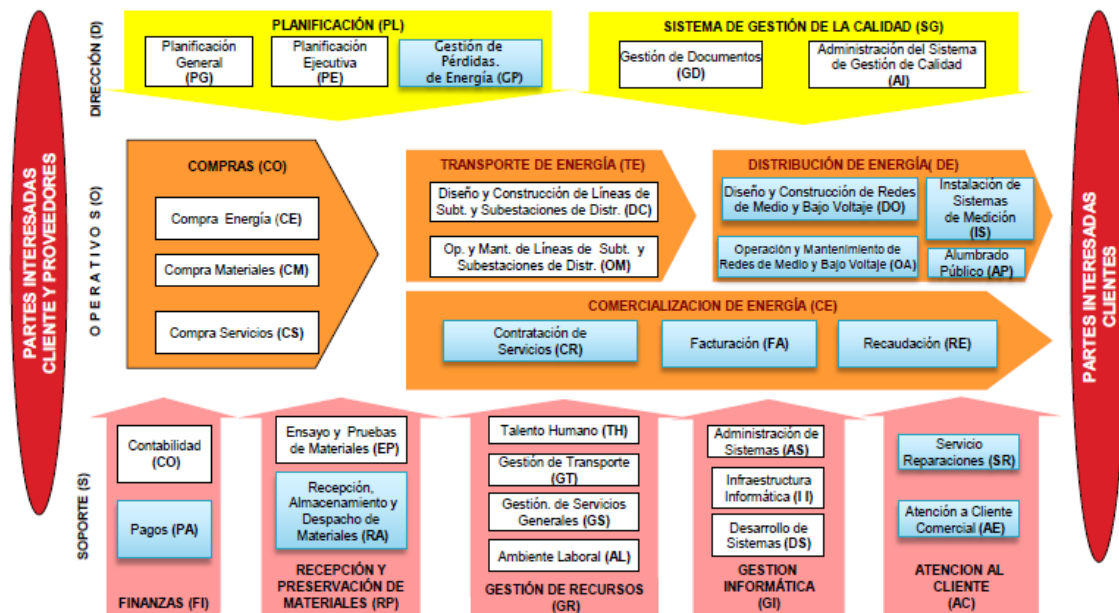 PARTES INTERESADAS
CLIENTE Y PROVEEDORES
DIRECCIÓN (D)
PLANIFICACIÓN (PL)
Planificación
General
(PG)
Planificación
Ejecutiva
(PE)
Gestión de
Pérdidas.
de Energía (GP)
SISTEMA DE GESTIÓN DE LA CALIDAD (SG)
Gestión de Documentos
(GD)
Administración del Sistema
de Gestión de Calidad
(AI)
OPERATIVO S (O)
COMPRAS (CO)
Compra Energía (CE)
Compra Materiales (CM)
Compra Servicios (CS)
TRANSPORTE DE ENERGÍA (TE)
Diseño y Construcción de Líneas de
Subt. y Subestaciones de Distr. (DC)
Op. y Mant. de Líneas de Subt. y
Subestaciones de Distr. (OM)
DISTRIBUCIÓN DE ENERGÍA( DE)
Diseño y Construcción de Redes
de Medio y Bajo Voltaje (DO)
Instalación de
Sistemas
de Medición
(IS)
Operación y Mantenimiento de
Redes de Medio y Bajo Voltaje (OA)
Alumbrado
Público (AP)
COMERCIALIZACION DE ENERGÍA (CE)
Contratación de
Servicios (CR)
Facturación (FA)
Recaudación (RE)
SOPORTE (S)
Contabilidad
(CO)
Pagos (PA)
FINANZAS (FI)
Ensayo y Pruebas
de Materiales (EP)
Recepción,
Almacenamiento y
Despacho de
Materiales (RA)
RECEPCIÓN Y
PRESERVACIÓN DE
MATERIALES (RP)
Talento Humano (TH)
Gestión de Transporte
(GT)
Gestión. de Servicios
Generales (GS)
Ambiente Laboral (AL)
GESTIÓN DE RECURSOS
(GR)
Administración de
Sistemas (AS)
Infraestructura
Informática (I I)
Desarrollo de
Sistemas (DS)
GESTION
INFORMÁTICA
(GI)
Servicio
Reparaciones (SR)
Atención a Cliente
Comercial (AE)
ATENCION AL
CLIENTE
(AC)
PARTES INTERESADAS
CLIENTES